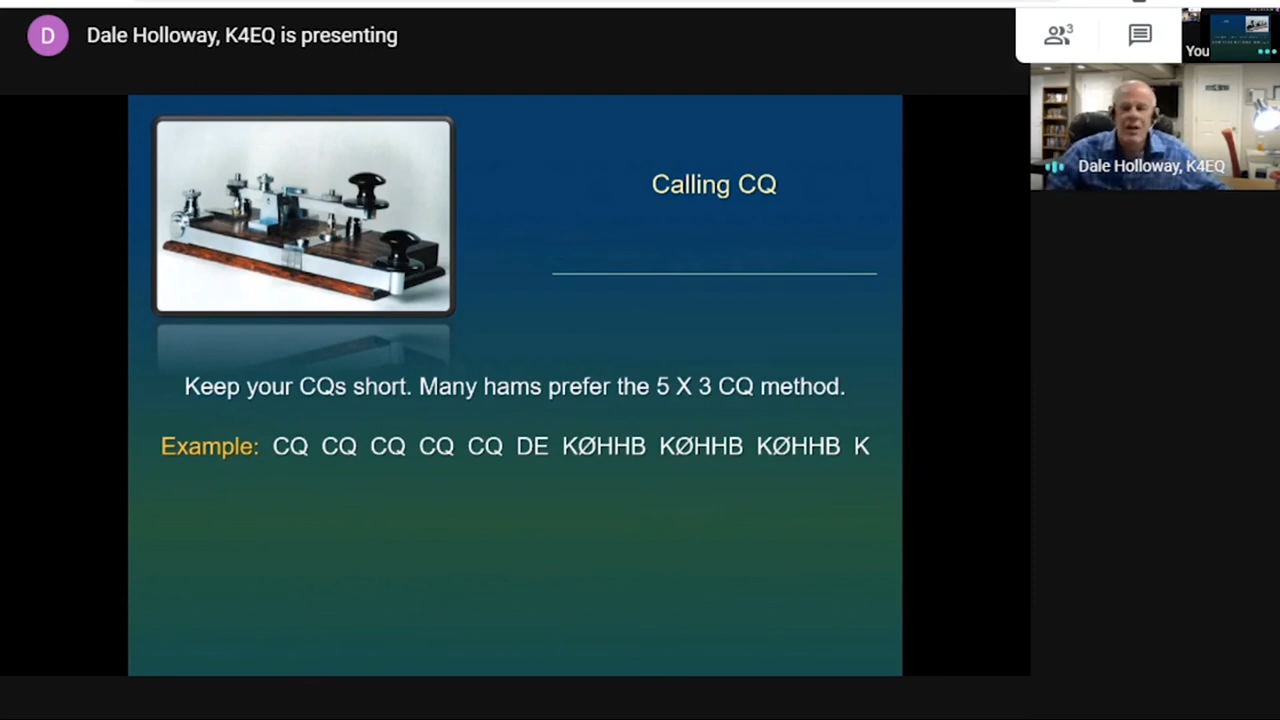 D
Dale Holloway, K4EQ is presenting
3
You
Dale Holloway, K4EQ
Calling CQ
Keep your CQs short. Many hams prefer the 5 X 3 CQ method.
Example: CQ CQ CQ CQ CQ DE KØHHB KØHHB KØHHB K